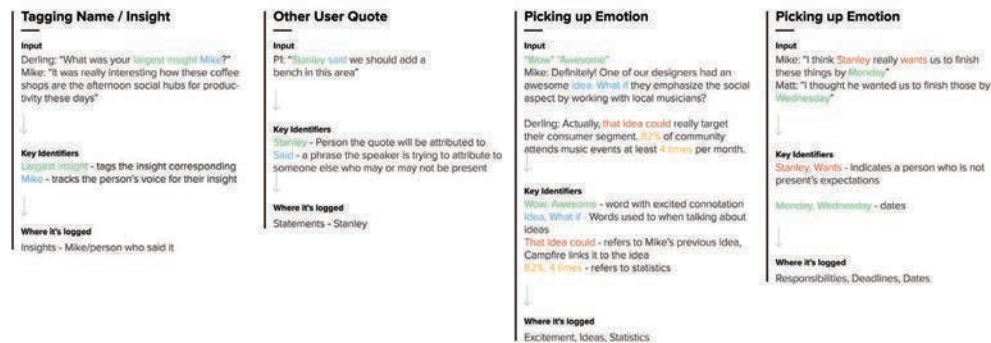 Tagging Name / Insight
Input
Derling: "What was your largest insight Mike?"
Mike: "It was really interesting how these coffee
shops are the afternoon social hubs for produc-
tivity these days"
Key Identifiers
Largest insight - tags the insight corresponding
Mike - tracks the person's voice for their insight
Where it's logged
Insights - Mike/person who said it
Other User Quote
Input
P1: "Stanley said we should add a
bench in this area"
Key Identifiers
Stanley - Person the quote will be attributed to
Said - a phrase the speaker is trying to attribute to
someone else who may or may not be present
Where it's logged
Statements - Stanley
Picking up Emotion
Input
"Wow" "Awesome"
Mike: Definitely! One of our designers had an
awesome idea. What if they emphasize the social
aspect by working with local musicians?
Derling: Actually, that idea could really target
their consumer segment. 82% of community
attends music events at least 4 times per month.
Key Identifiers
Wow, Awesome - word with excited connotation
Idea, What if - Words used to when talking about
ideas
That idea could - refers to Mike's previous idea,
Campfire links it to the idea
82%, 4 times - refers to statistics
Where it's logged
Excitement, Ideas, Statistics
Picking up Emotion
Input
Mike: "I think Stanley really wants us to finish
these things by Monday"
Matt: "I thought he wanted us to finish those by
Wednesday"
Key Identifiers
Stanley, Wants - Indicates a person who is not
present's expectations
Monday, Wednesday - dates
Where it's logged
Responsibilities, Deadlines, Dates